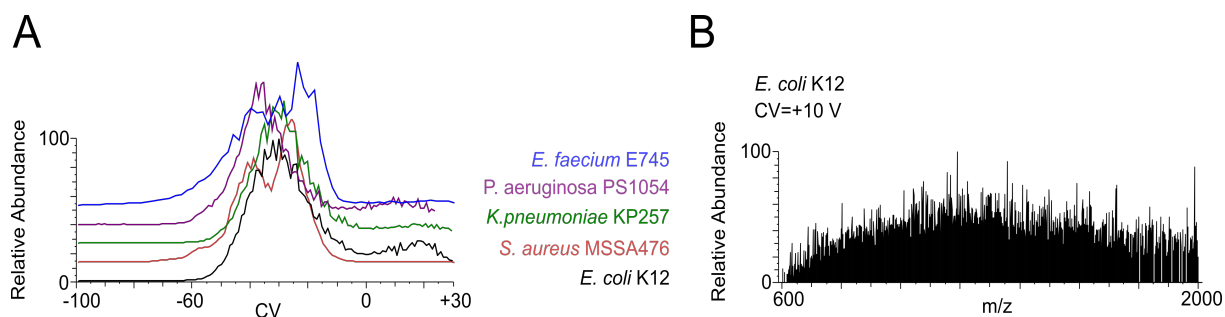 A
Relative Abundance
100
0
-100
-60
0
+30
CV
E. faecium E745
P. aeruginosa PS1054
K.pneumoniae KP257
S. aureus MSSA476
E. coli K12
B
E. coli K12
CV=+10 V
Relative Abundance
100
0
600
2000
m/z